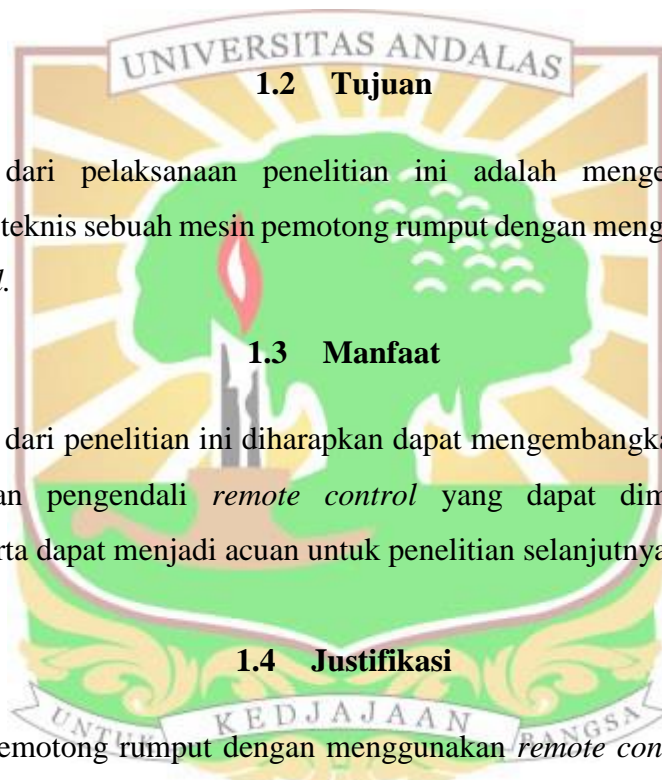 UNIVERSITAS ANDALAS
1.2 Tujuan
dari pelaksanaan penelitian ini adalah menge
teknis sebuah mesin pemotong rumput dengan meng
l.
1.3 Manfaat
dari penelitian ini diharapkan dapat mengembangka
an pengendali remote control yang dapat dim
rta dapat menjadi acuan untuk penelitian selanjutnya
1.4 Justifikasi
UNTUK KEDJAJAAN BANGSA
emotong rumput dengan menggunakan remote con